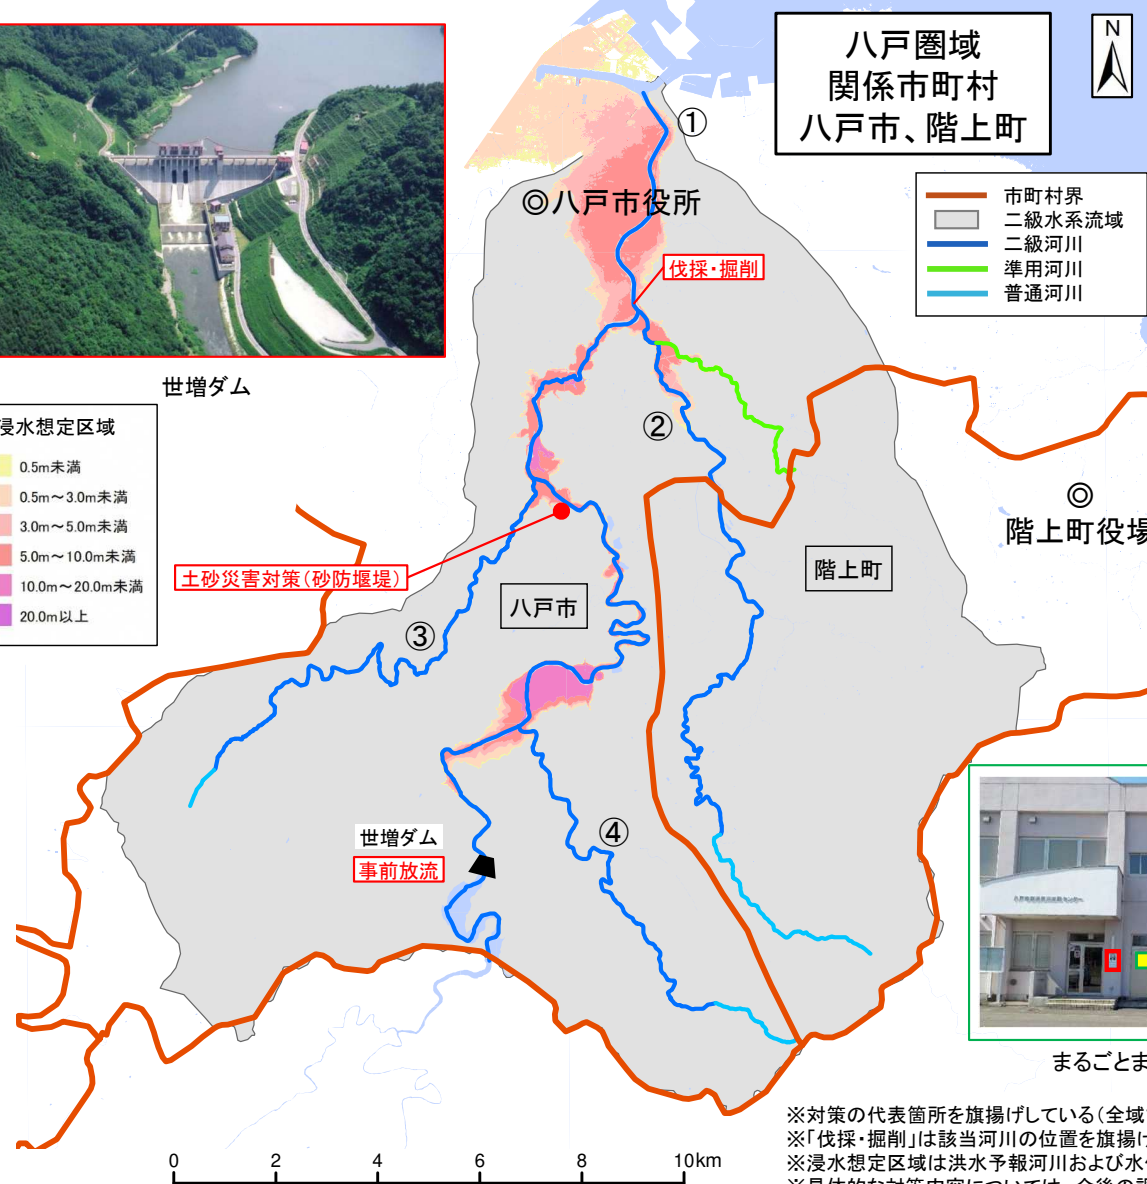 八戸圏域
関係市町村
八戸市、階上町
N
市町村界
二級水系流域
二級河川
準用河川
普通河川
①
◎八戸市役所
伐採・掘削
世増ダム
浸水想定区域
0.5m未満
0.5m～3.0m未満
3.0m～5.0m未満
5.0m～10.0m未満
10.0m～20.0m未満
20.0m以上
②
◎
階上町役場
土砂災害対策（砂防堰堤）
階上町
八戸市
③
世増ダム
事前放流
④
まるごとま
※対策の代表箇所を旗揚げしている（全域
※「伐採・掘削」は該当河川の位置を旗揚げ
※浸水想定区域は洪水予報河川および水
0 2 4 6 8 10km